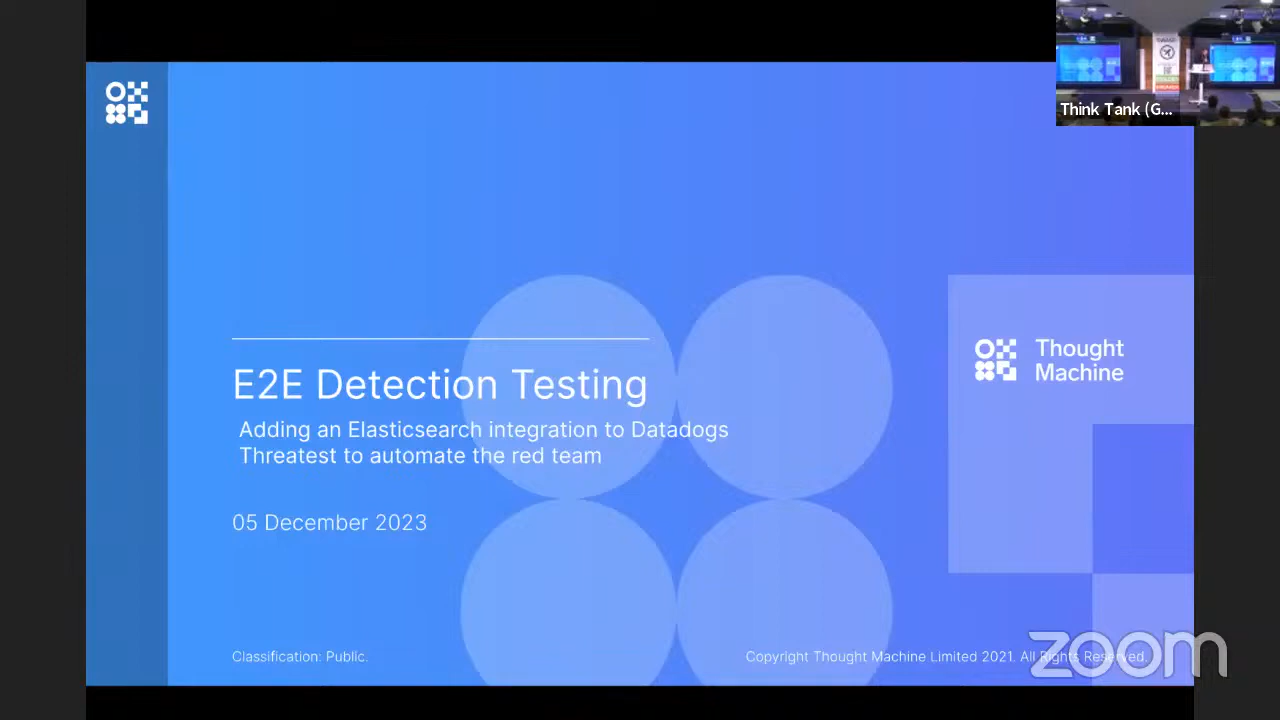 Think Tank (G...
Thought
Machine
E2E Detection Testing
Adding an Elasticsearch integration to Datadogs
Threatest to automate the red team
05 December 2023
Classification: Public.
Copyright Thought Machine Limited 2021. All Rights Reserved.
zoom